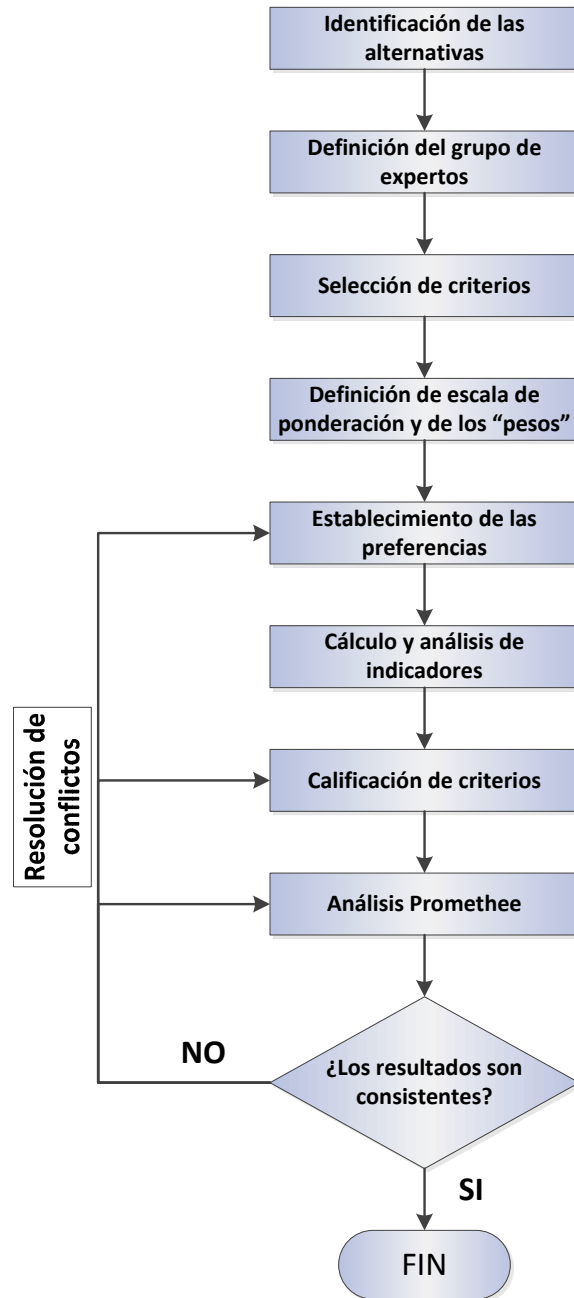 Identificación de las
alternativas
Definición del grupo de
expertos
Selección de criterios
Definición de escala de
ponderación y de los “pesos”
Establecimiento de las
preferencias
Cálculo y análisis de
indicadores
Resolución de
conflictos
Calificación de criterios
Análisis Promethee
NO
¿Los resultados son
consistentes?
SI
FIN